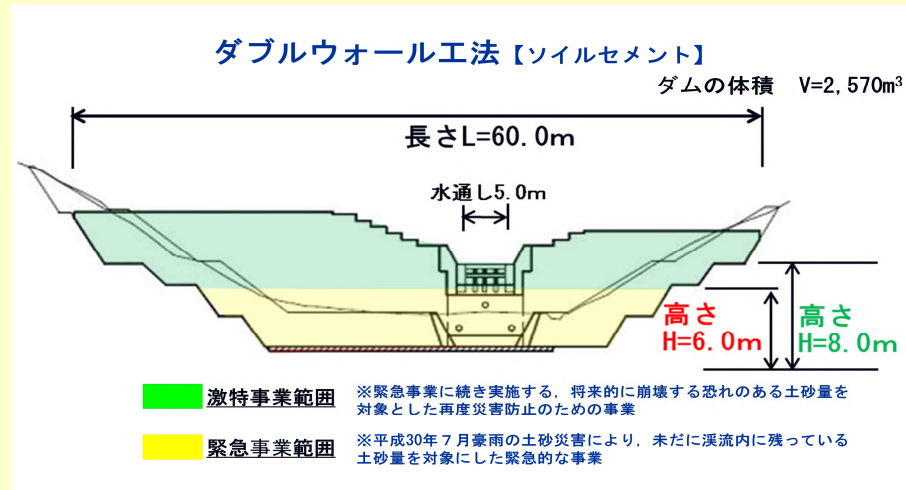 ダブルウォール工法【ソイルセメント】
ダムの体積　V=2,570m³
長さL=60.0m
水通し5.0m
高さ
H=6.0m
高さ
H=8.0m
激特事業範囲
※緊急事業に続き実施する，将来的に崩壊する恐れのある土砂量を
対象とした再度災害防止のための事業
緊急事業範囲
※平成30年７月豪雨の土砂災害により，未だに渓流内に残っている
土砂量を対象にした緊急的な事業